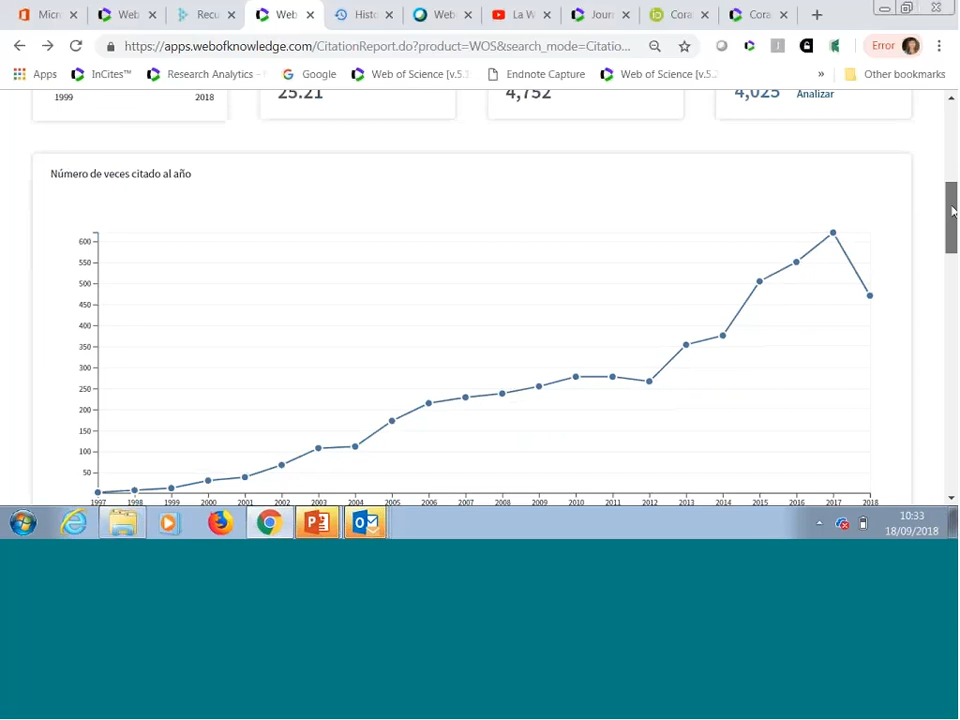 Micr Web Recu Web Histo Web La W Journ Cora Cora
https://apps.webofknowledge.com/CitationReport.do?product=WOS&search_mode=Citatio... Error
Apps InCites™ Research Analytics - Google Web of Science [v.5.1 Endnote Capture Web of Science [v.5.2 » Other bookmarks
1999 2018 25.21 4,752 4,025 Analizar
Número de veces citado al año
600
550
500
450
400
350
300
250
200
150
100
50
1997 1998 1999 2000 2001 2002 2003 2004 2005 2006 2007 2008 2009 2010 2011 2012 2013 2014 2015 2016 2017 2018
10:33
18/09/2018